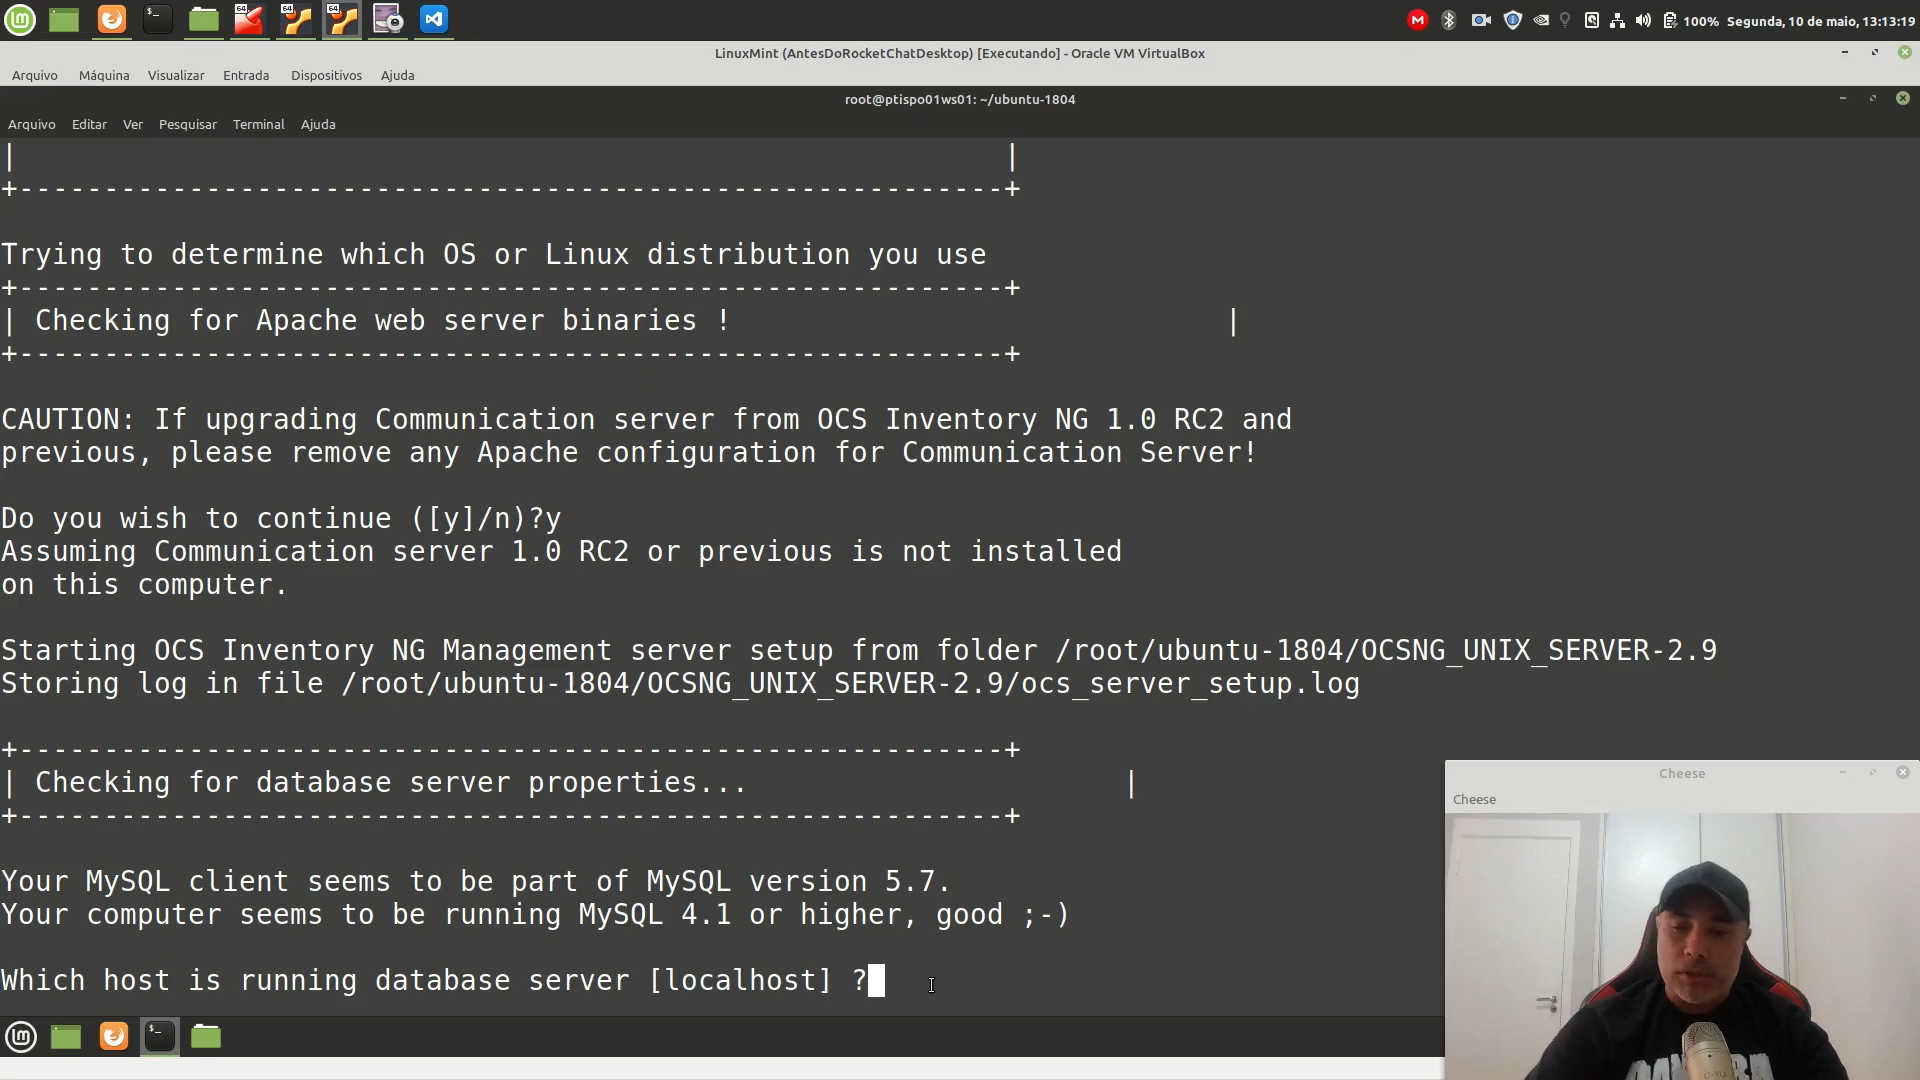 100% Segunda, 10 de maio, 13:13:19
LinuxMint (AntesDoRocketChatDesktop) [Executando] - Oracle VM VirtualBox
Arquivo Máquina Visualizar Entrada Dispositivos Ajuda
root@ptispo01ws01: ~/ubuntu-1804
Arquivo Editar Ver Pesquisar Terminal Ajuda
| |
+----------------------------------------------------------+
Trying to determine which OS or Linux distribution you use
+----------------------------------------------------------+
| Checking for Apache web server binaries ! |
+----------------------------------------------------------+
CAUTION: If upgrading Communication server from OCS Inventory NG 1.0 RC2 and
previous, please remove any Apache configuration for Communication Server!
Do you wish to continue ([y]/n)?y
Assuming Communication server 1.0 RC2 or previous is not installed
on this computer.
Starting OCS Inventory NG Management server setup from folder /root/ubuntu-1804/OCSNG_UNIX_SERVER-2.9
Storing log in file /root/ubuntu-1804/OCSNG_UNIX_SERVER-2.9/ocs_server_setup.log
+----------------------------------------------------------+
| Checking for database server properties... |
+----------------------------------------------------------+
Your MySQL client seems to be part of MySQL version 5.7.
Your computer seems to be running MySQL 4.1 or higher, good ;-)
Which host is running database server [localhost] ?
Cheese
Cheese